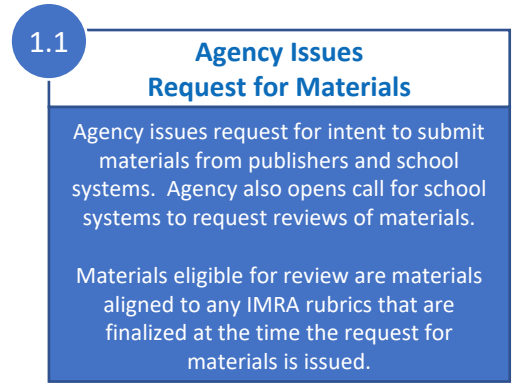 1.1
Agency Issues
Request for Materials
Agency issues request for intent to submit
materials from publishers and school
systems.  Agency also opens call for school
systems to request reviews of materials.
Materials eligible for review are materials
aligned to any IMRA rubrics that are
finalized at the time the request for
materials is issued.